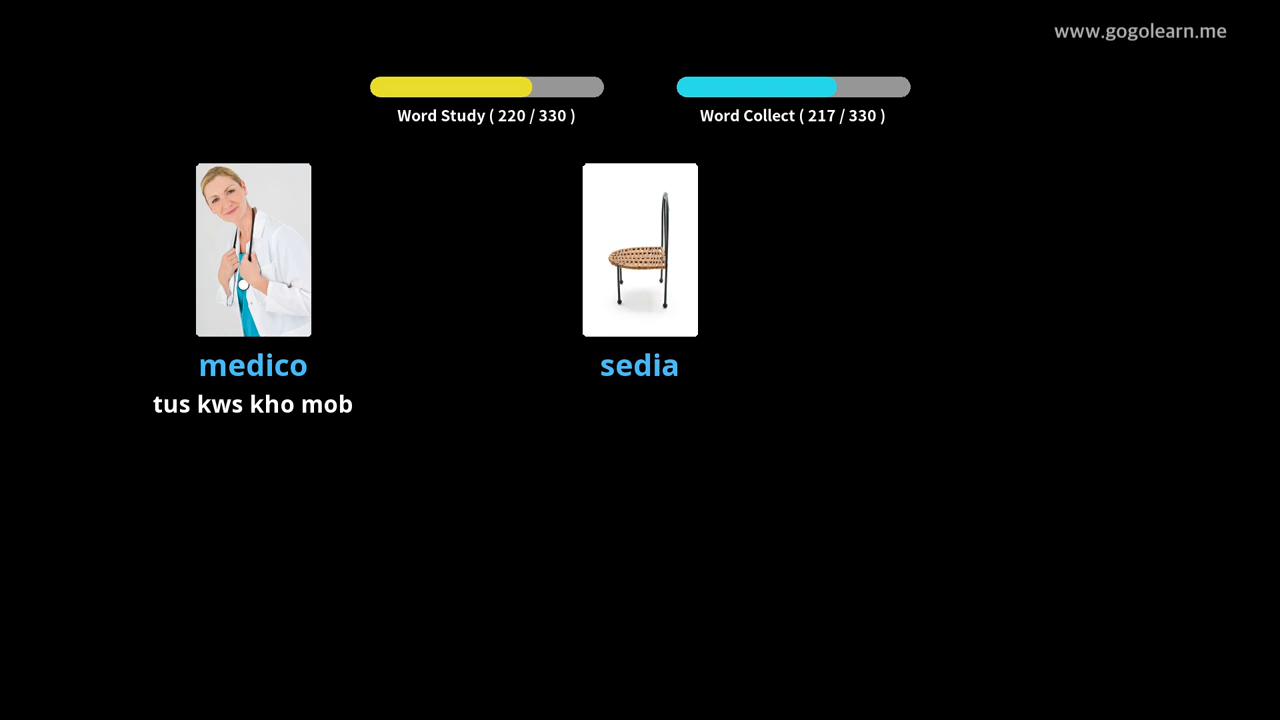 www.gogolearn.me
Word Study ( 220 / 330 )
Word Collect ( 217 / 330 )
medico
sedia
tus kws kho mob